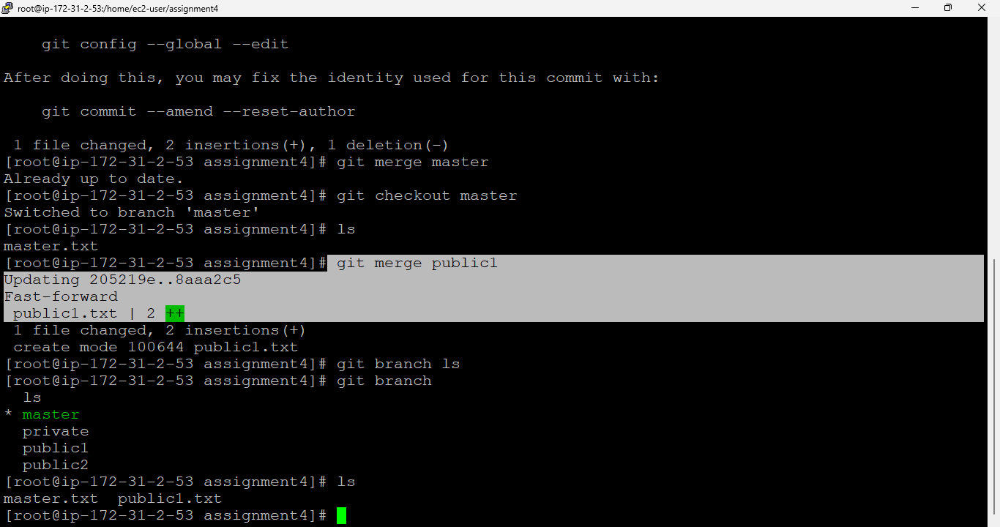 root@ip-172-31-2-53:/home/ec2-user/assignment4
git config --global --edit
After doing this, you may fix the identity used for this commit with:
git commit --amend --reset-author
1 file changed, 2 insertions(+), 1 deletion(-)
[root@ip-172-31-2-53 assignment4]# git merge master
Already up to date.
[root@ip-172-31-2-53 assignment4]# git checkout master
Switched to branch 'master'
[root@ip-172-31-2-53 assignment4]# ls
master.txt
[root@ip-172-31-2-53 assignment4]# git merge public1
Updating 205219e..8aaa2c5
Fast-forward
public1.txt | 2 ++
1 file changed, 2 insertions(+)
create mode 100644 public1.txt
[root@ip-172-31-2-53 assignment4]# git branch ls
[root@ip-172-31-2-53 assignment4]# git branch
ls
* master
private
public1
public2
[root@ip-172-31-2-53 assignment4]# ls
master.txt  public1.txt
[root@ip-172-31-2-53 assignment4]#